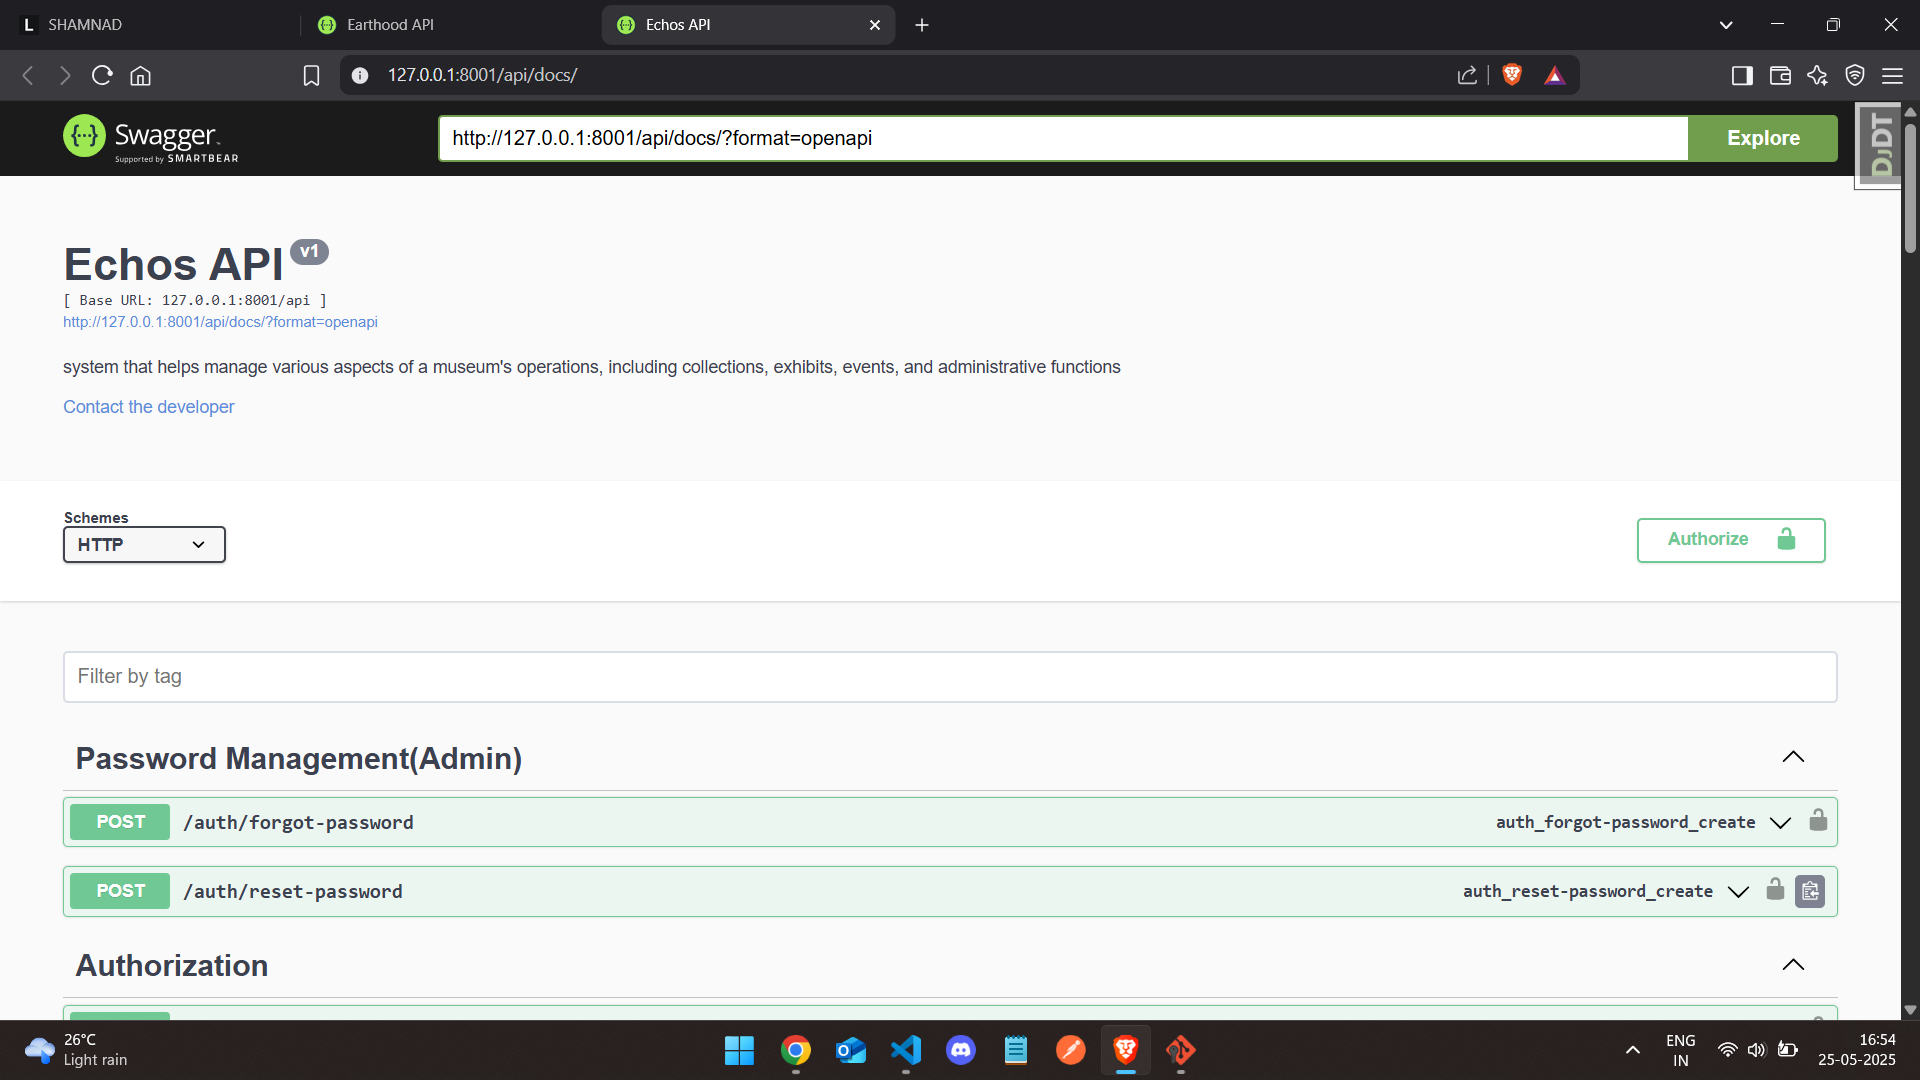 SHAMNAD
Earthood API
Echos API
127.0.0.1:8001/api/docs/
Swagger
Supported by SMARTBEAR
http://127.0.0.1:8001/api/docs/?format=openapi
Explore
DJDT
Echos API v1
[ Base URL: 127.0.0.1:8001/api ]
http://127.0.0.1:8001/api/docs/?format=openapi
system that helps manage various aspects of a museum's operations, including collections, exhibits, events, and administrative functions
Contact the developer
Schemes
HTTP
Authorize
Filter by tag
Password Management(Admin)
POST /auth/forgot-password auth_forgot-password_create
POST /auth/reset-password auth_reset-password_create
Authorization
26°C
Light rain
ENG
IN
16:54
25-05-2025